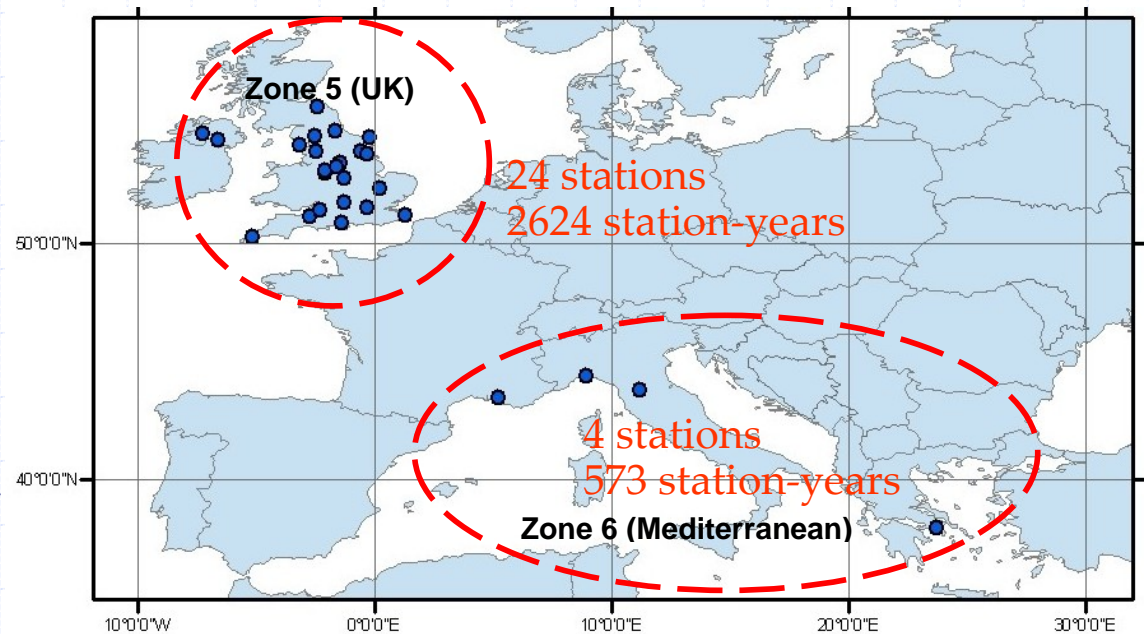 Zone 5 (UK)
24 stations
2624 station-years
50°0'0"N
4 stations
573 station-years
40°0'0"N
Zone 6 (Mediterranean)
10°0'0"W
0°0'0"E
10°0'0"E
20°0'0"E
30°0'0"E